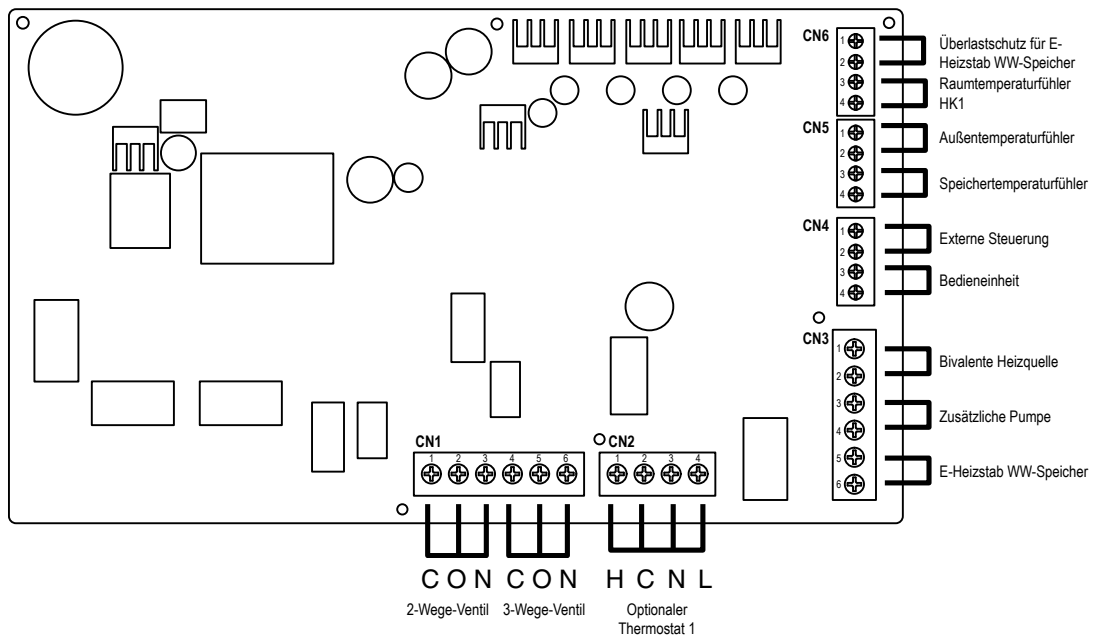 CN6
1
2
3
4
Überlastschutz für E-
Heizstab WW-Speicher
Raumtemperaturfühler
HK1
CN5
1
2
3
4
Außentemperaturfühler
Speichertemperaturfühler
CN4
1
2
3
4
Externe Steuerung
Bedieneinheit
CN3
1
2
3
4
5
6
Bivalente Heizquelle
Zusätzliche Pumpe
E-Heizstab WW-Speicher
CN1
1 2 3 4 5 6
CN2
1 2 3 4
C O N C O N H C N L
2-Wege-Ventil 3-Wege-Ventil Optionaler
Thermostat 1